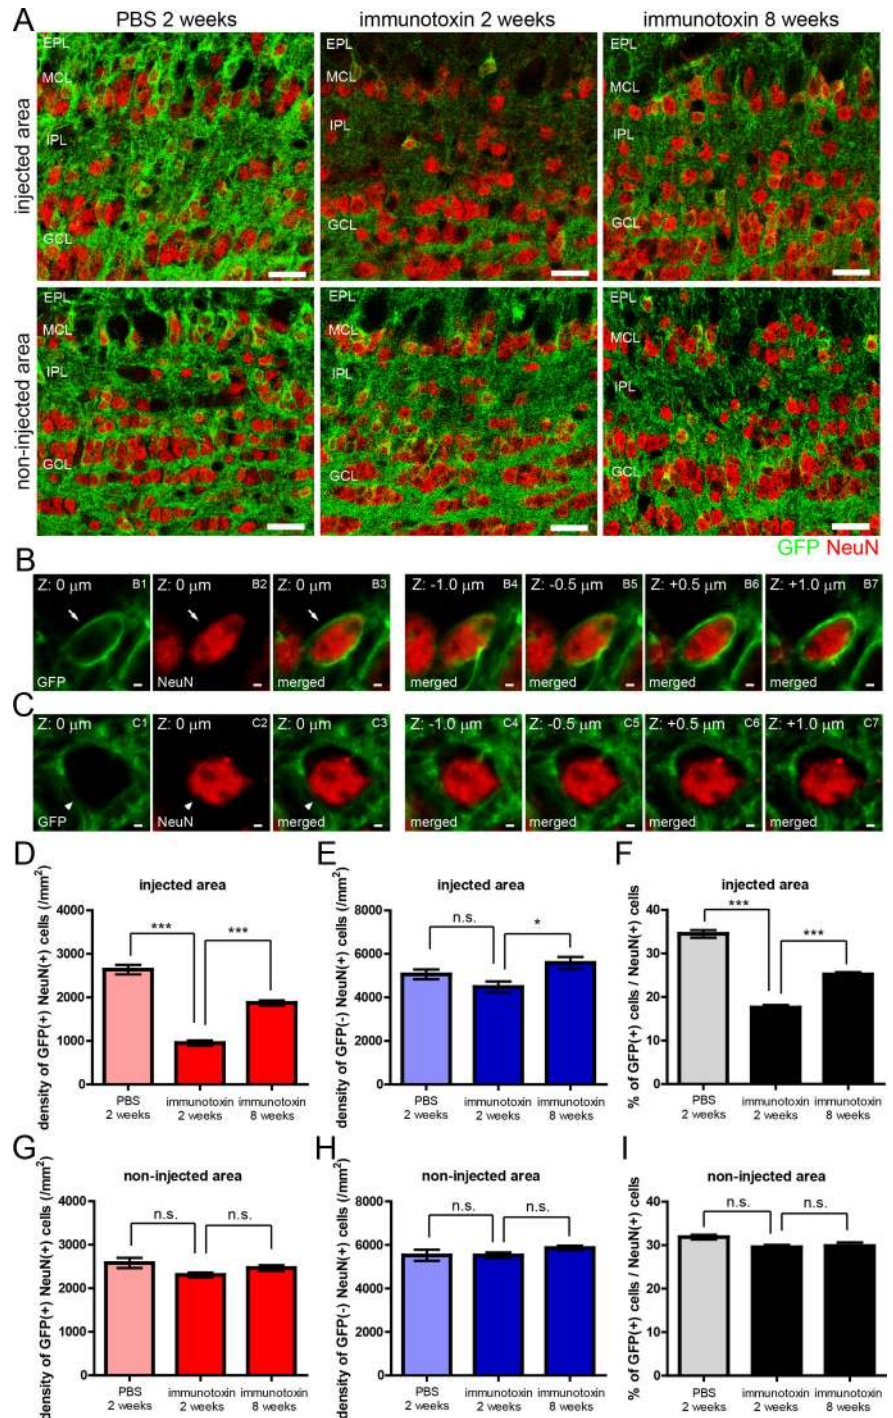 A
PBS 2 weeks immunotoxin 2 weeks immunotoxin 8 weeks
injected area
EPL EPL EPL
MCL MCL MCL
IPL IPL IPL
GCL GCL GCL
non-injected area
EPL EPL EPL
MCL MCL MCL
IPL IPL IPL
GCL GCL GCL
GFP NeuN
B
Z: 0 μm B1 Z: 0 μm B2 Z: 0 μm B3 Z: -1.0 μm B4 Z: -0.5 μm B5 Z: +0.5 μm B6 Z: +1.0 μm B7
GFP NeuN merged merged merged merged merged
C
Z: 0 μm C1 Z: 0 μm C2 Z: 0 μm C3 Z: -1.0 μm C4 Z: -0.5 μm C5 Z: +0.5 μm C6 Z: +1.0 μm C7
GFP NeuN merged merged merged merged merged
D
injected area
density of GFP(+) NeuN(+) cells (/mm²)
4000
3000
2000
1000
0
*** ***
PBS immunotoxin immunotoxin
2 weeks 2 weeks 8 weeks
E
injected area
density of GFP(-) NeuN(+) cells (/mm²)
8000
6000
4000
2000
0
n.s. *
PBS immunotoxin immunotoxin
2 weeks 2 weeks 8 weeks
F
injected area
% of GFP(+) cells / NeuN(+) cells
40
30
20
10
0
*** ***
PBS immunotoxin immunotoxin
2 weeks 2 weeks 8 weeks
G
non-injected area
density of GFP(+) NeuN(+) cells (/mm²)
4000
3000
2000
1000
0
n.s. n.s.
PBS immunotoxin immunotoxin
2 weeks 2 weeks 8 weeks
H
non-injected area
density of GFP(-) NeuN(+) cells (/mm²)
8000
6000
4000
2000
0
n.s. n.s.
PBS immunotoxin immunotoxin
2 weeks 2 weeks 8 weeks
I
non-injected area
% of GFP(+) cells / NeuN(+) cells
40
30
20
10
0
n.s. n.s.
PBS immunotoxin immunotoxin
2 weeks 2 weeks 8 weeks